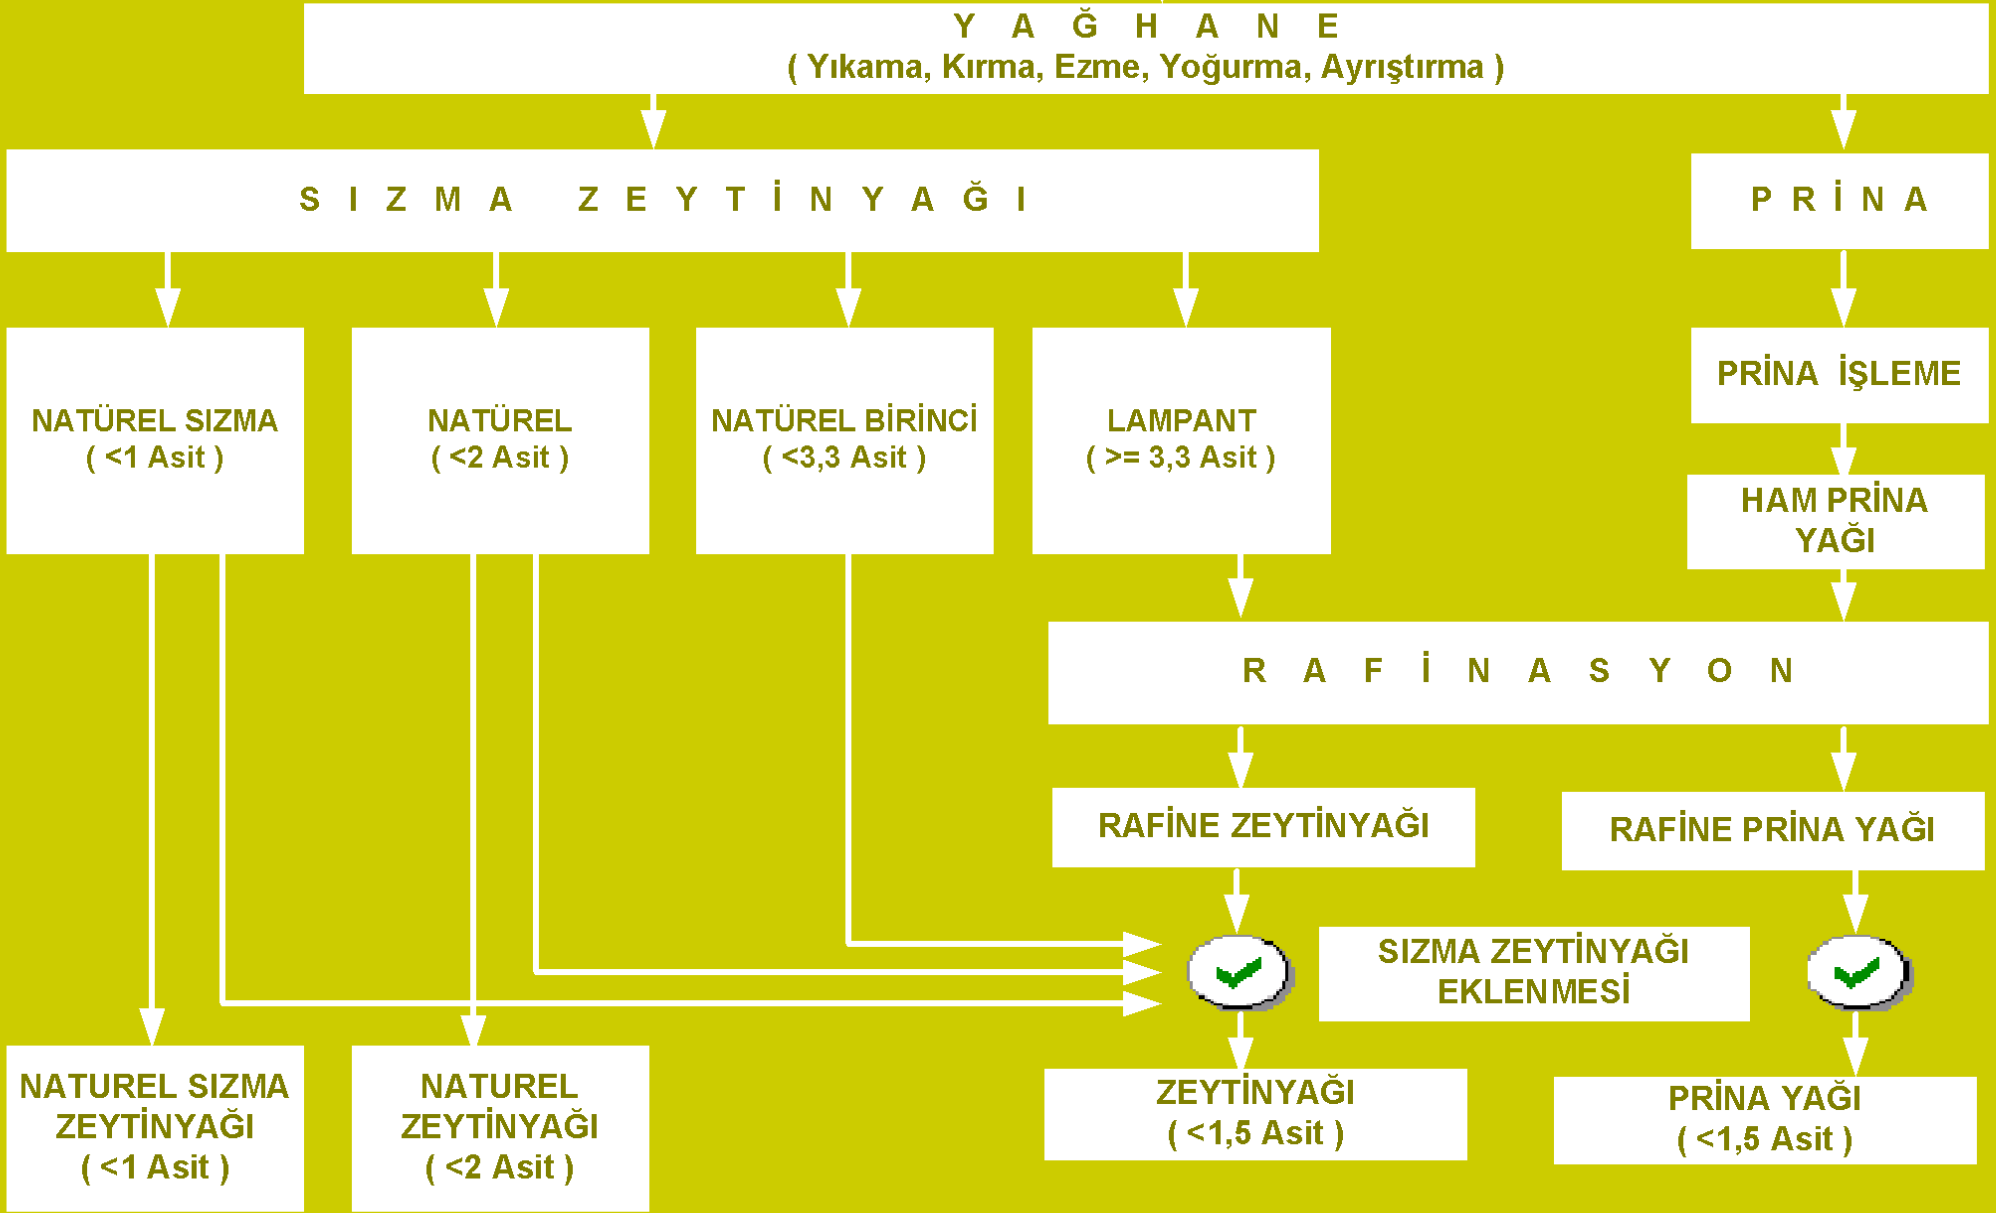 Y A Ğ H A N E
( Yıkama, Kırma, Ezme, Yoğurma, Ayrıştırma )
S I Z M A Z E Y T İ N Y A Ğ I
P R İ N A
NATÜREL SIZMA
( <1 Asit )
NATÜREL
( <2 Asit )
NATÜREL BİRİNCİ
( <3,3 Asit )
LAMPANT
( >= 3,3 Asit )
PRİNA İŞLEME
HAM PRİNA
YAĞI
R A F İ N A S Y O N
RAFİNE ZEYTİNYAĞI
RAFİNE PRİNA YAĞI
SIZMA ZEYTİNYAĞI
EKLENMESİ
NATUREL SIZMA
ZEYTİNYAĞI
( <1 Asit )
NATUREL
ZEYTİNYAĞI
( <2 Asit )
ZEYTİNYAĞI
( <1,5 Asit )
PRİNA YAĞI
( <1,5 Asit )